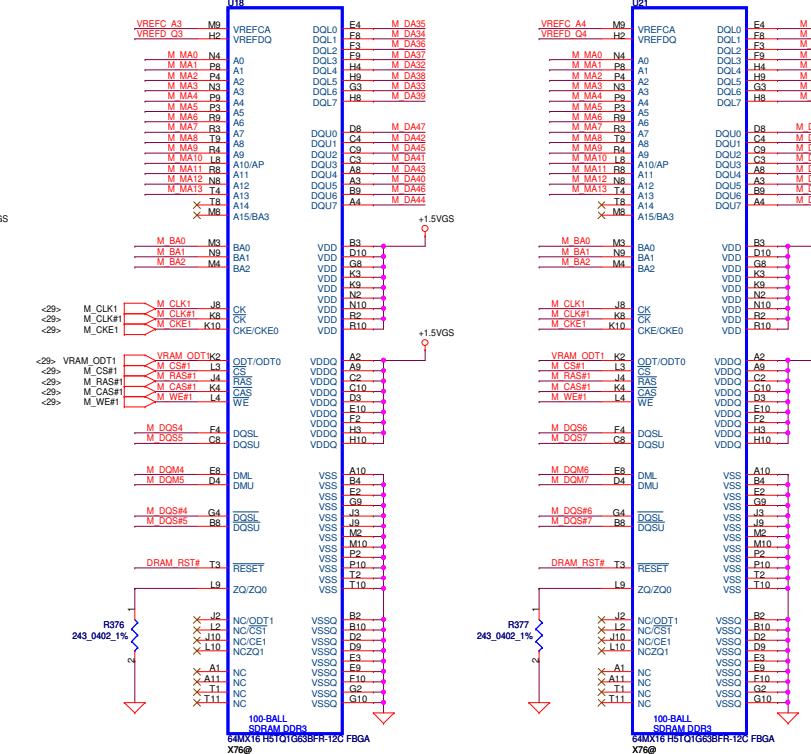 U18
VREFC_A3 M9 VREFCA
VREFD_Q3 H2 VREFDQ
M_MA0 N4 A0
M_MA1 P8 A1
M_MA2 P4 A2
M_MA3 N3 A3
M_MA4 P9 A4
M_MA5 P3 A5
M_MA6 R9 A6
M_MA7 R3 A7
M_MA8 T9 A8
M_MA9 R4 A9
M_MA10 L8 A10/AP
M_MA11 R8 A11
M_MA12 N8 A12
M_MA13 T4 A13
T8 A14
M8 A15/BA3
GS
M_BA0 M3 BA0
M_BA1 N9 BA1
M_BA2 M4 BA2
<29> M_CLK1 J8 CK
<29> M_CLK#1 K8 CK
<29> M_CKE1 M_CKE1 K10 CKE/CKE0
<29> VRAM_ODT1 VRAM_ODT1 K2 ODT/ODT0
<29> M_CS#1 M_CS#1 L3 CS
<29> M_RAS#1 M_RAS#1 J4 RAS
<29> M_CAS#1 M_CAS#1 K4 CAS
<29> M_WE#1 M_WE#1 L4 WE
M_CLK1
M_CLK#1
M_DQS4 F4 DQSL
M_DQS5 C8 DQSU
M_DQM4 E8 DML
M_DQM5 D4 DMU
M_DQS#4 G4 DQSL
M_DQS#5 B8 DQSU
DRAM_RST# T3 RESET
L9 ZQ/ZQ0
1
R376
243_0402_1%
2
J2 NC/ODT1
L2 NC/CS1
J10 NC/CE1
L10 NCZQ1
A1 NC
A11 NC
T1 NC
T11 NC
DQL0 E4 M_DA35
DQL1 F8 M_DA34
DQL2 F3 M_DA36
DQL3 F9 M_DA37
DQL4 H4 M_DA32
DQL5 H9 M_DA38
DQL6 G3 M_DA33
DQL7 H8 M_DA39
DQU0 D8 M_DA47
DQU1 C4 M_DA42
DQU2 C9 M_DA45
DQU3 C3 M_DA41
DQU4 A8 M_DA43
DQU5 A3 M_DA40
DQU6 B9 M_DA46
DQU7 A4 M_DA44
+1.5VGS
VDD B3
VDD D10
VDD G8
VDD K3
VDD K9
VDD N2
VDD N10
VDD R2
VDD R10
+1.5VGS
VDDQ A2
VDDQ A9
VDDQ C2
VDDQ C10
VDDQ D3
VDDQ E10
VDDQ F2
VDDQ H3
VDDQ H10
VSS A10
VSS B4
VSS E2
VSS G9
VSS J3
VSS J9
VSS M2
VSS M10
VSS P2
VSS P10
VSS T2
VSS T10
VSSQ B2
VSSQ B10
VSSQ D2
VSSQ D9
VSSQ E3
VSSQ E9
VSSQ F10
VSSQ G2
VSSQ G10
100-BALL
SDRAM DDR3
64MX16 H5TQ1G63BFR-12C FBGA
X76@
U21
VREFC_A4 M9 VREFCA
VREFD_Q4 H2 VREFDQ
M_MA0 N4 A0
M_MA1 P8 A1
M_MA2 P4 A2
M_MA3 N3 A3
M_MA4 P9 A4
M_MA5 P3 A5
M_MA6 R9 A6
M_MA7 R3 A7
M_MA8 T9 A8
M_MA9 R4 A9
M_MA10 L8 A10/AP
M_MA11 R8 A11
M_MA12 N8 A12
M_MA13 T4 A13
T8 A14
M8 A15/BA3
M_BA0 M3 BA0
M_BA1 N9 BA1
M_BA2 M4 BA2
M_CLK1 J8 CK
M_CLK#1 K8 CK
M_CKE1 K10 CKE/CKE0
VRAM_ODT1 K2 ODT/ODT0
M_CS#1 L3 CS
M_RAS#1 J4 RAS
M_CAS#1 K4 CAS
M_WE#1 L4 WE
M_DQS6 F4 DQSL
M_DQS7 C8 DQSU
M_DQM6 E8 DML
M_DQM7 D4 DMU
M_DQS#6 G4 DQSL
M_DQS#7 B8 DQSU
DRAM_RST# T3 RESET
L9 ZQ/ZQ0
1
R377
243_0402_1%
2
J2 NC/ODT1
L2 NC/CS1
J10 NC/CE1
L10 NCZQ1
A1 NC
A11 NC
T1 NC
T11 NC
DQL0 E4
DQL1 F8
DQL2 F3
DQL3 F9
DQL4 H4
DQL5 H9
DQL6 G3
DQL7 H8
DQU0 D8
DQU1 C4
DQU2 C9
DQU3 C3
DQU4 A8
DQU5 A3
DQU6 B9
DQU7 A4
VDD B3
VDD D10
VDD G8
VDD K3
VDD K9
VDD N2
VDD N10
VDD R2
VDD R10
VDDQ A2
VDDQ A9
VDDQ C2
VDDQ C10
VDDQ D3
VDDQ E10
VDDQ F2
VDDQ H3
VDDQ H10
VSS A10
VSS B4
VSS E2
VSS G9
VSS J3
VSS J9
VSS M2
VSS M10
VSS P2
VSS P10
VSS T2
VSS T10
VSSQ B2
VSSQ B10
VSSQ D2
VSSQ D9
VSSQ E3
VSSQ E9
VSSQ F10
VSSQ G2
VSSQ G10
100-BALL
SDRAM DDR3
64MX16 H5TQ1G63BFR-12C FBGA
X76@